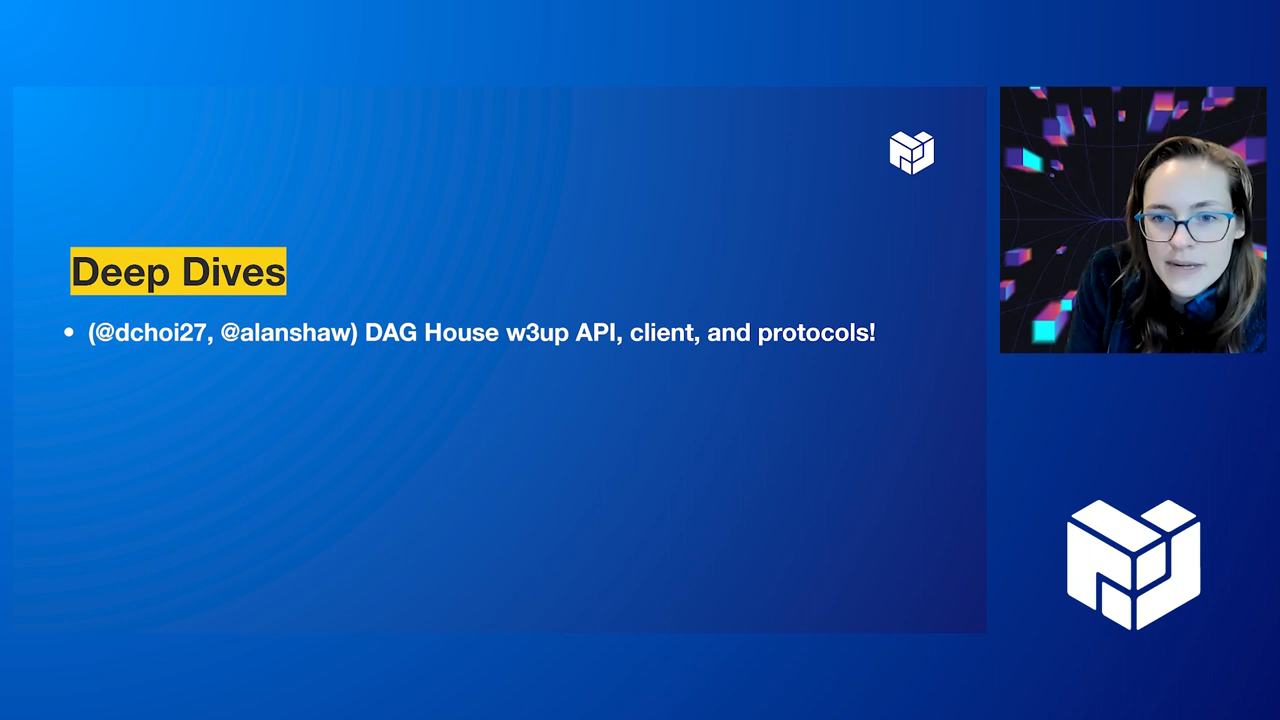 Deep Dives
• (@dchoi27, @alanshaw) DAG House w3up API, client, and protocols!